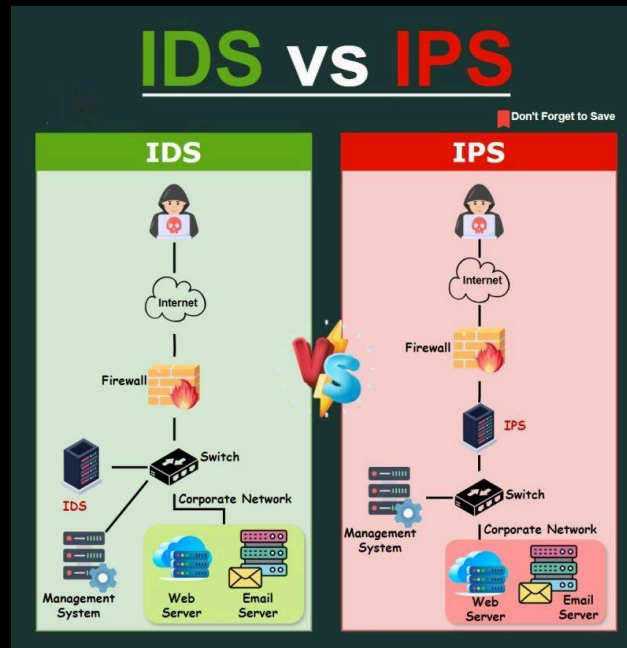 IDS vs IPS
Don't Forget to Save
IDS
Internet
Firewall
Switch
IDS
Corporate Network
Management
System
Web
Server
Email
Server
VS
IPS
Internet
Firewall
IPS
Switch
Management
System
Corporate Network
Web
Server
Email
Server